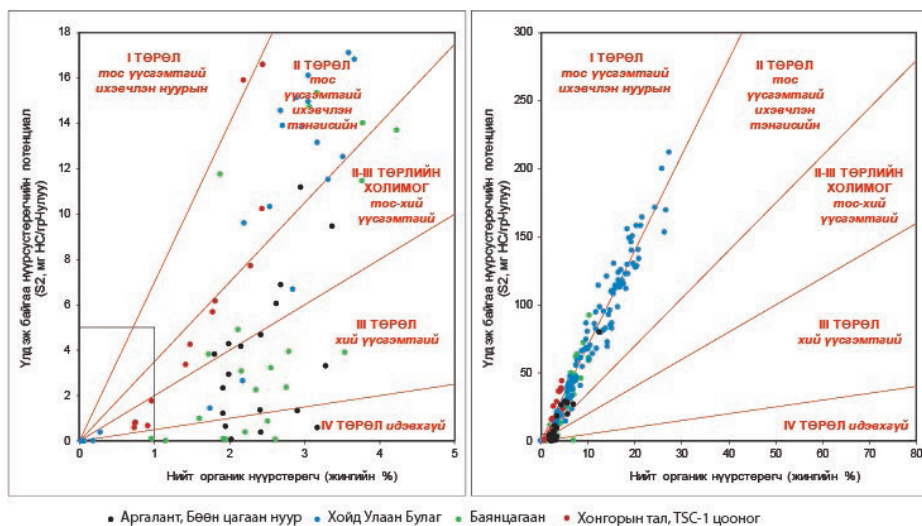 Үлдэж байгаа нүүрсустөрөгчийн потенциал
(S2, мг НС/грЧулуу)
18
16
14
12
10
8
6
4
2
0
I ТӨРӨЛ
тос үүсгэмтгий
ихэвчлэн нуурын
II ТӨРӨЛ
тос
үүсгэмтгий
ихэвчлэн
тэнгисийн
II-III ТӨРЛИЙН
ХОЛИМОГ
тос-хий
үүсгэмтгий
III ТӨРӨЛ
хий үүсгэмтгий
IV ТӨРӨЛ идэвхгүй
0 1 2 3 4 5
Нийт органик нүүрстөрөгч (жингийн %)
Үлдэж байгаа нүүрсустөрөгчийн потенциал
(S2, мг НС/грЧулуу)
300
250
200
150
100
50
0
I ТӨРӨЛ
тос үүсгэмтгий
ихэвчлэн нуурын
II ТӨРӨЛ
тос
үүсгэмтгий
ихэвчлэн
тэнгисийн
II-III ТӨРЛИЙН
ХОЛИМОГ
тос-хий
үүсгэмтгий
III ТӨРӨЛ
хий үүсгэмтгий
IV ТӨРӨЛ идэвхгүй
0 10 20 30 40 50 60 70 80
Нийт органик нүүрстөрөгч (жингийн %)
Аргалант, Бөөн цагаан нуур Хойд Улаан Булаг Баянцагаан Хонгорын тал, TSC-1 цооног